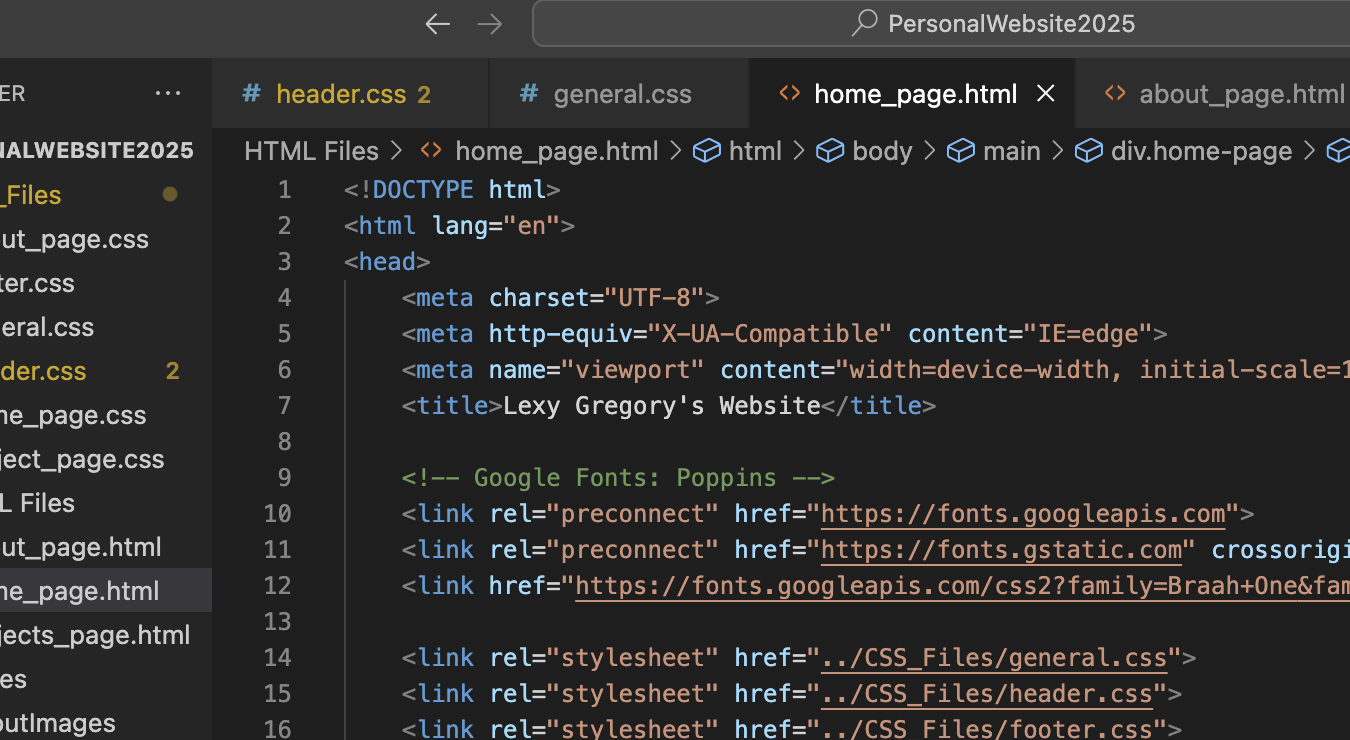 PersonalWebsite2025
ER ...
# header.css 2 # general.css <> home_page.html × <> about_page.html
NALWEBSITE2025
HTML Files > <> home_page.html > html > body > main > div.home-page >
_Files
ut_page.css
ter.css
eral.css
der.css 2
ne_page.css
ject_page.css
L Files
ut_page.html
ne_page.html
jects_page.html
es
outImages
1 <!DOCTYPE html>
2 <html lang="en">
3 <head>
4 <meta charset="UTF-8">
5 <meta http-equiv="X-UA-Compatible" content="IE=edge">
6 <meta name="viewport" content="width=device-width, initial-scale=1
7 <title>Lexy Gregory's Website</title>
8
9 <!-- Google Fonts: Poppins -->
10 <link rel="preconnect" href="https://fonts.googleapis.com">
11 <link rel="preconnect" href="https://fonts.gstatic.com" crossorigi
12 <link href="https://fonts.googleapis.com/css2?family=Braah+One&fam
13
14 <link rel="stylesheet" href="../CSS_Files/general.css">
15 <link rel="stylesheet" href="../CSS_Files/header.css">
16 <link rel="stylesheet" href="../CSS_Files/footer.css">